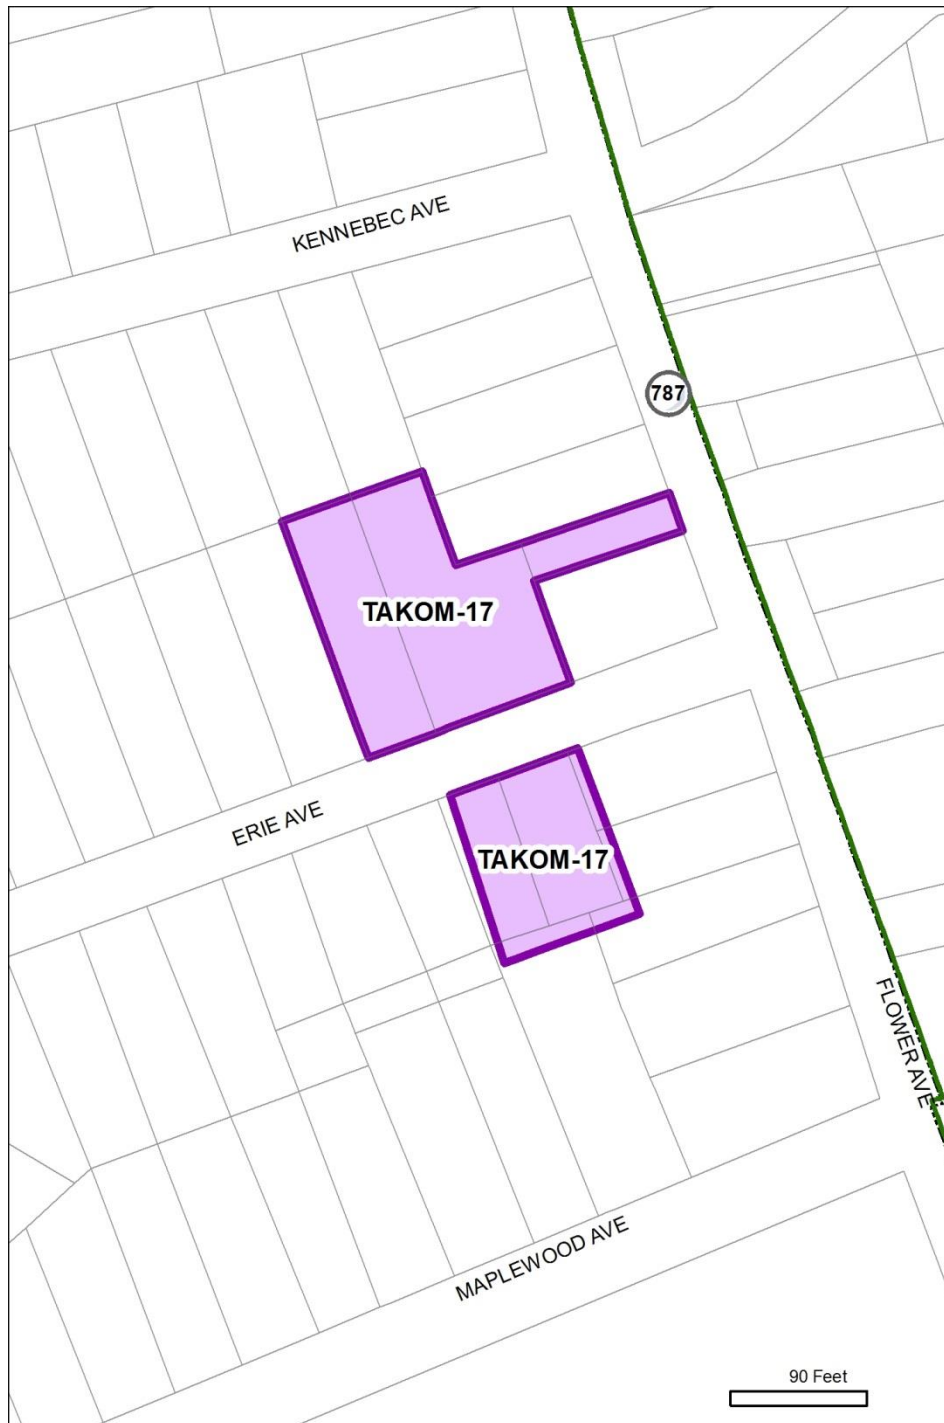 KENNEBEC AVE
787
TAKOM-17
ERIE AVE
TAKOM-17
FLOWER AVE
MAPLEWOOD AVE
90 Feet